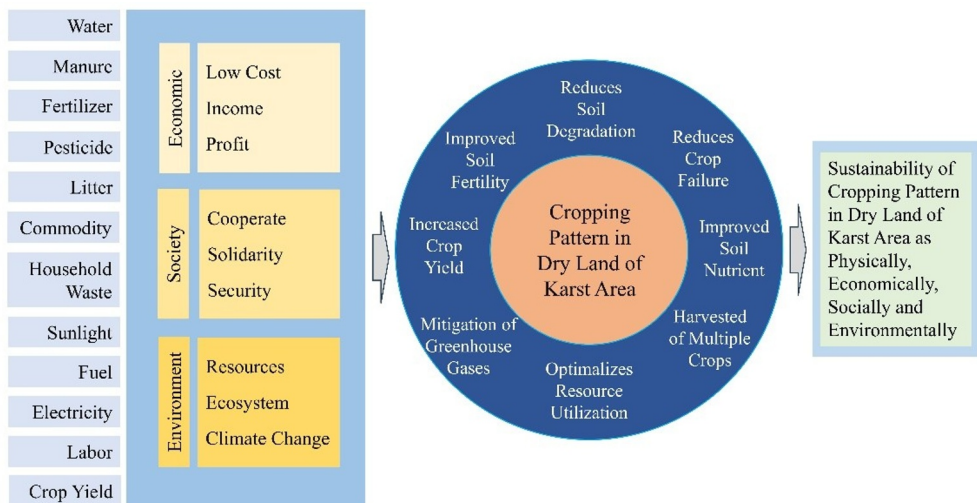 Water
Manure
Fertilizer
Pesticide
Litter
Commodity
Household
Waste
Sunlight
Fuel
Electricity
Labor
Crop Yield
Economic
Low Cost
Income
Profit
Society
Cooperate
Solidarity
Security
Environment
Resources
Ecosystem
Climate Change
Reduces
Soil
Degradation
Reduces
Crop
Failure
Improved
Soil
Nutrient
Harvested
of Multiple
Crops
Optimalizes
Resource
Utilization
Mitigation of
Greenhouse
Gases
Increased
Crop
Yield
Improved
Soil
Fertility
Cropping
Pattern in
Dry Land of
Karst Area
Sustainability of
Cropping Pattern
in Dry Land of
Karst Area as
Physically,
Economically,
Socially and
Environmentally